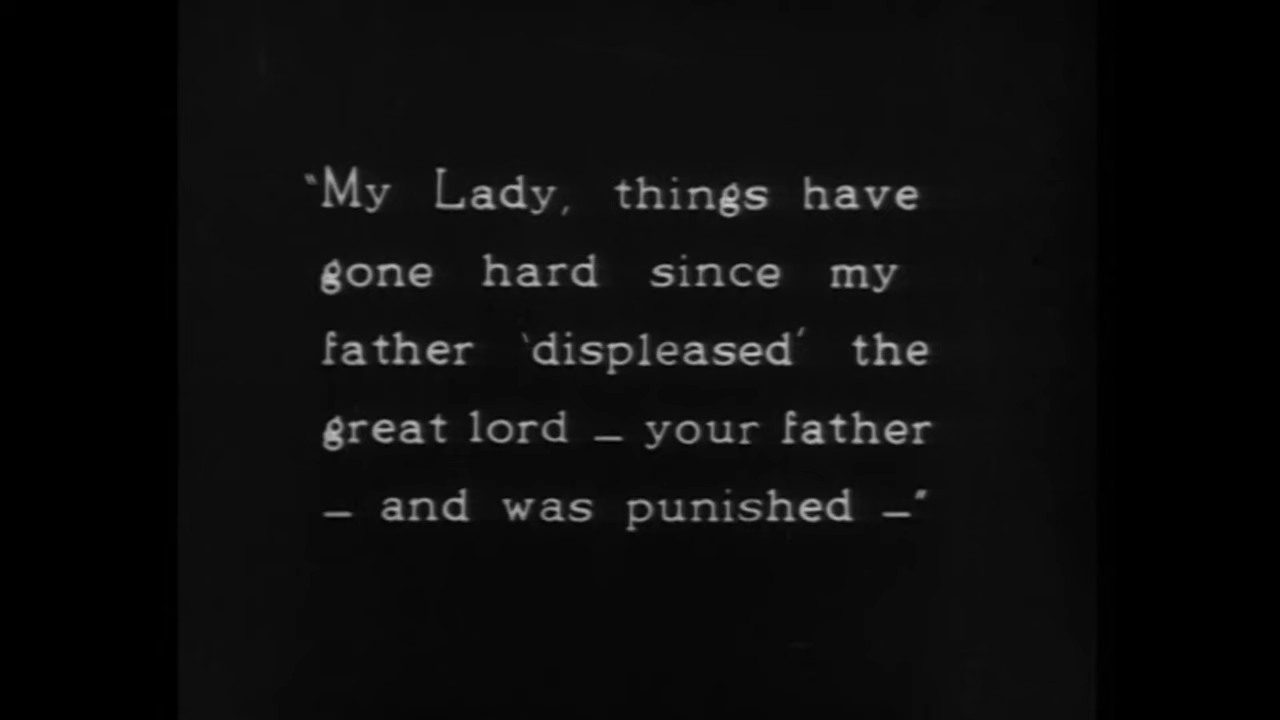 "My Lady, things have
gone hard since my
father 'displeased' the
great lord – your father
– and was punished –"